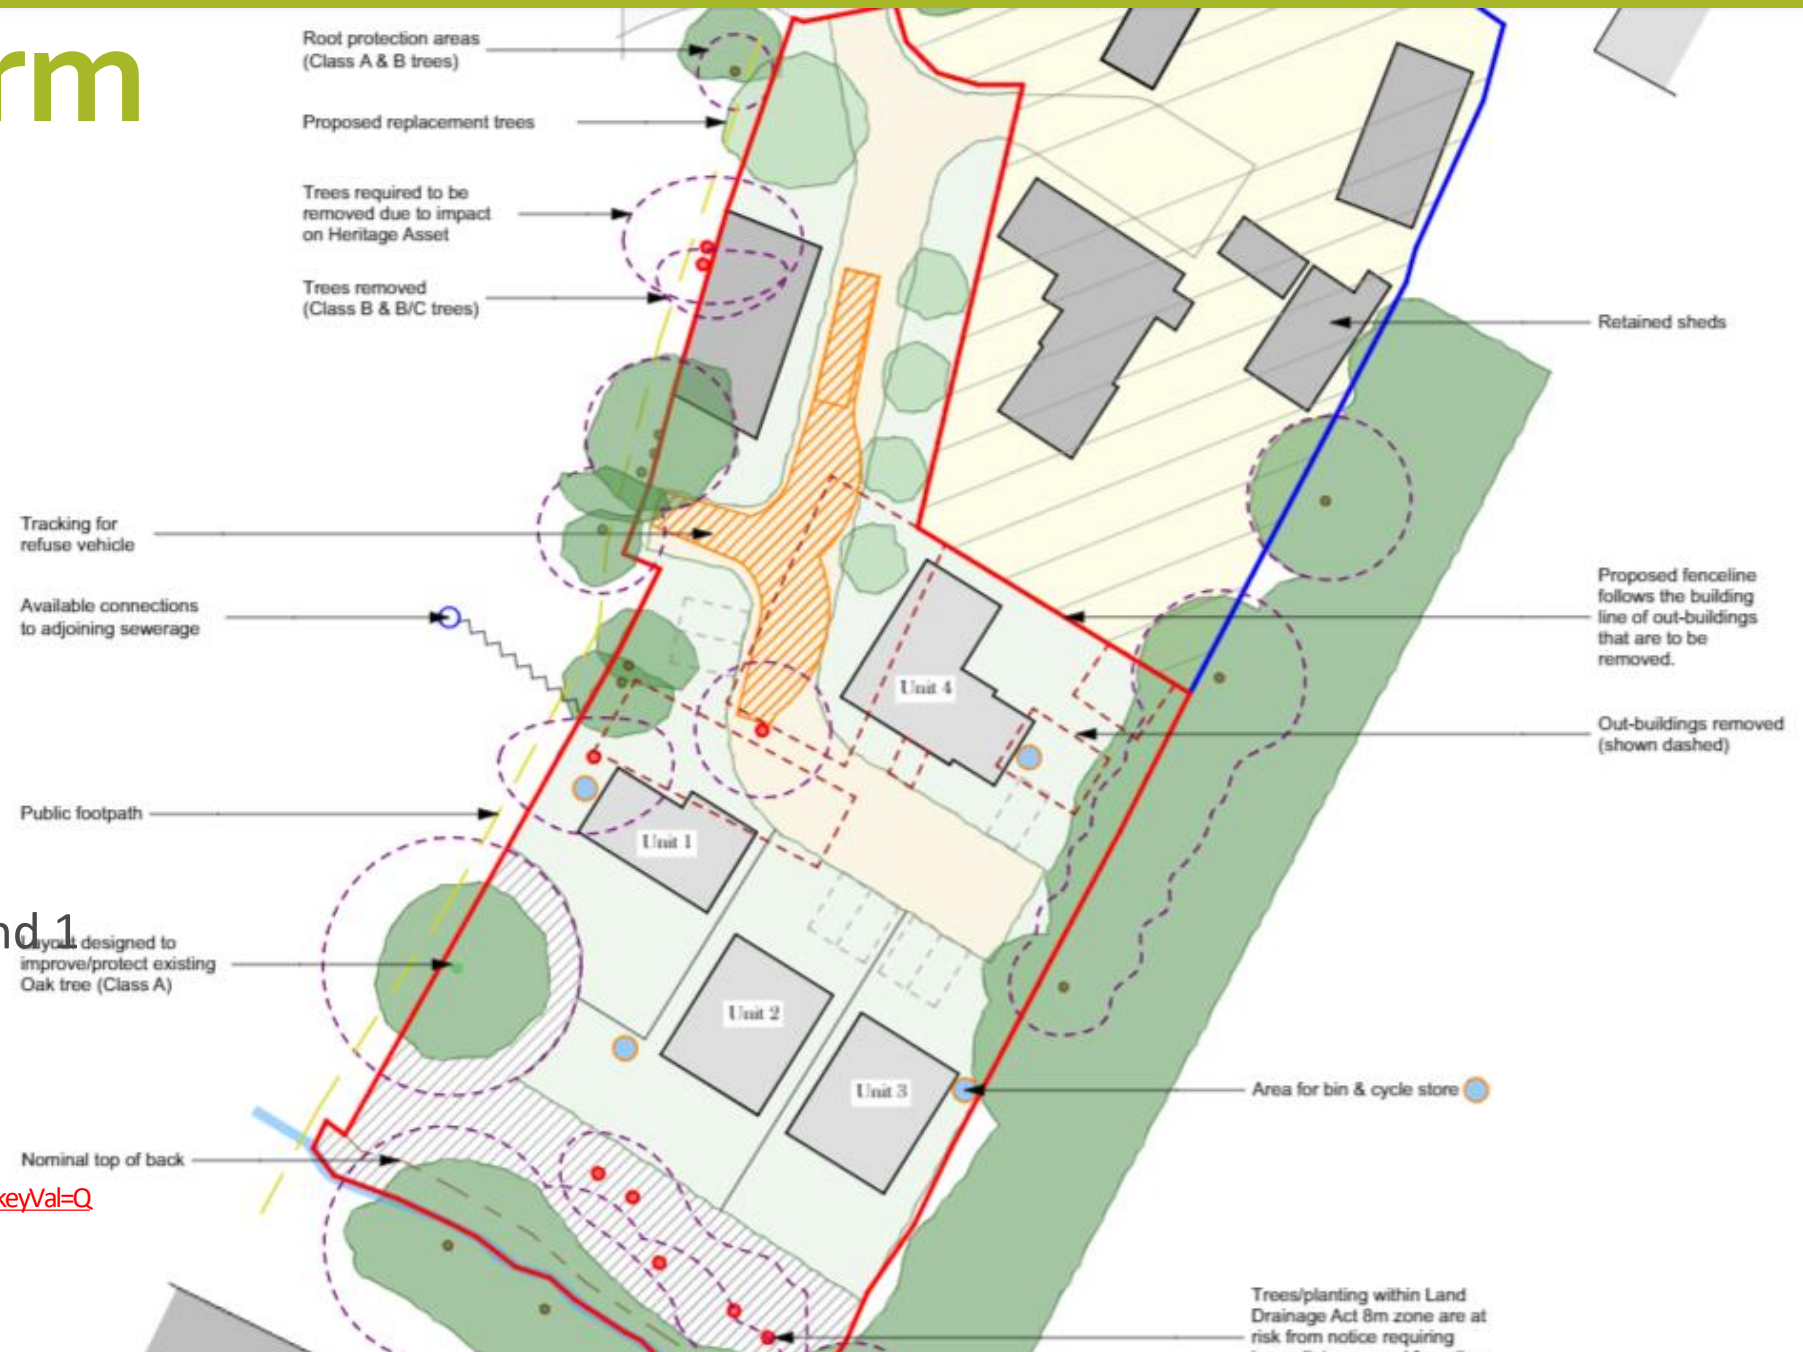 rm
Root protection areas
(Class A & B trees)
Proposed replacement trees
Trees required to be
removed due to impact
on Heritage Asset
Trees removed
(Class B & B/C trees)
Retained sheds
Tracking for
refuse vehicle
Available connections
to adjoining sewerage
Proposed fenceline
follows the building
line of out-buildings
that are to be
removed.
Unit 4
Out-buildings removed
(shown dashed)
Public footpath
Unit 1
nd 1
Layout designed to
improve/protect existing
Oak tree (Class A)
Unit 2
Unit 3
Area for bin & cycle store
Nominal top of back
keyVal=Q
Trees/planting within Land
Drainage Act 8m zone are at
risk from notice requiring